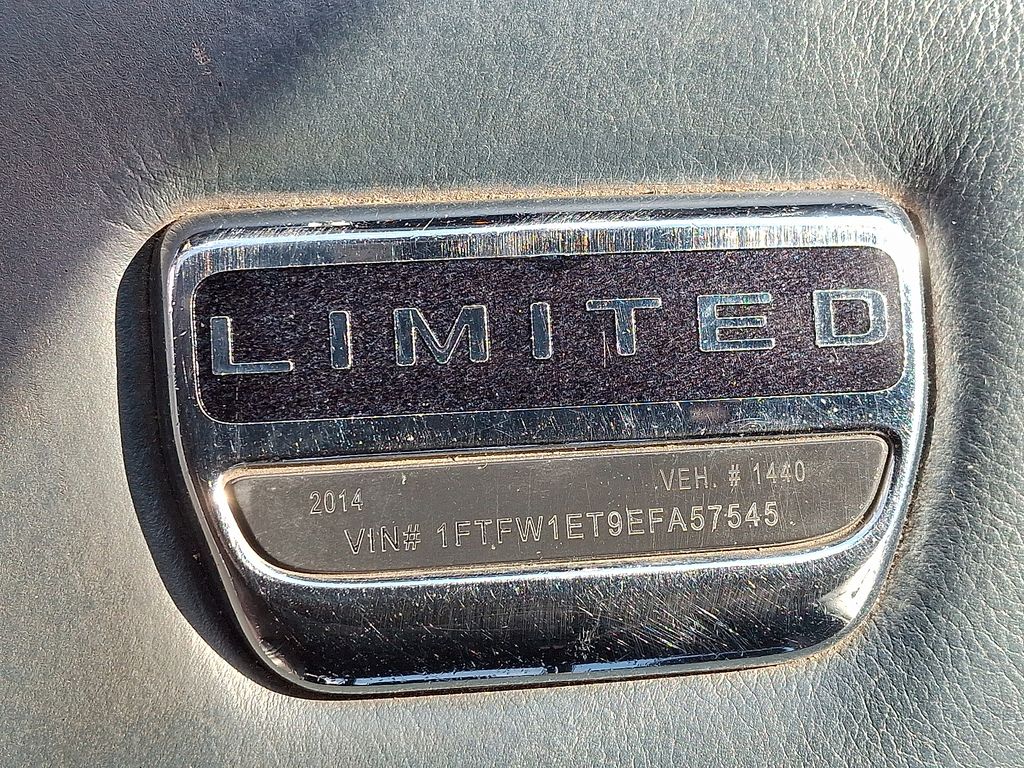 LIMITED
2014 VEH. # 1440
VIN# 1FTFW1ET9EFA57545